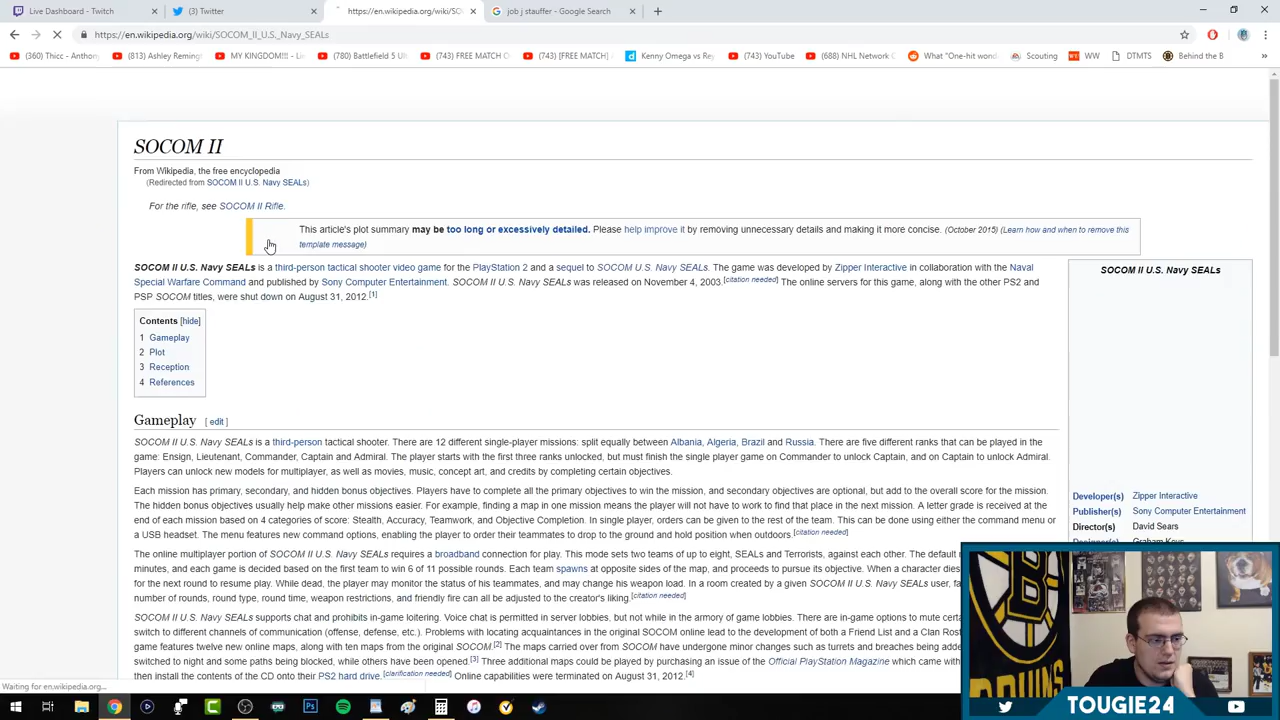 Live Dashboard - Twitch
(3) Twitter
https://en.wikipedia.org/wiki/SO
job j stauffer - Google Search
https://en.wikipedia.org/wiki/SOCOM_II_U.S._Navy_SEALs
(360) Thicc - Anthony
(813) Ashley Reming
MY KINGDOM!!! -
(780) Battlefield 5 Ul
(743) FREE MATCH
(743) [FREE MATCH]
Kenny Omega vs Re
(743) YouTube
(688) NHL Network
What "One-hit won
Scouting
WW
DTMTS
Behind the B
SOCOM II
From Wikipedia, the free encyclopedia
(Redirected from SOCOM II U.S. Navy SEALs)
For the rifle, see SOCOM II Rifle.
This article's plot summary may be too long or excessively detailed. Please help improve it by removing unnecessary details and making it more concise. (October 2015) (Learn how and when to remove this
template message)
SOCOM II U.S. Navy SEALs is a third-person tactical shooter video game for the PlayStation 2 and a sequel to SOCOM U.S. Navy SEALs. The game was developed by Zipper Interactive in collaboration with the Naval
Special Warfare Command and published by Sony Computer Entertainment. SOCOM II U.S. Navy SEALs was released on November 4, 2003.[citation needed] The online servers for this game, along with the other PS2 and
PSP SOCOM titles, were shut down on August 31, 2012.[1]
SOCOM II U.S. Navy SEALs
Contents [hide]
1 Gameplay
2 Plot
3 Reception
4 References
Gameplay [ edit ]
SOCOM II U.S. Navy SEALs is a third-person tactical shooter. There are 12 different single-player missions: split equally between Albania, Algeria, Brazil and Russia. There are five different ranks that can be played in the
game: Ensign, Lieutenant, Commander, Captain and Admiral. The player starts with the first three ranks unlocked, but must finish the single player game on Commander to unlock Captain, and on Captain to unlock Admiral.
Players can unlock new models for multiplayer, as well as movies, music, concept art, and credits by completing certain objectives.
Each mission has primary, secondary, and hidden bonus objectives. Players have to complete all the primary objectives to win the mission, and secondary objectives are optional, but add to the overall score for the mission.
The hidden bonus objectives usually help make other missions easier. For example, finding a map in one mission means the player will not have to work to find that place in the next mission. A letter grade is received at the
end of each mission based on 4 categories of score: Stealth, Accuracy, Teamwork, and Objective Completion. In single player, orders can be given to the rest of the team. This can be done using either the command menu or
a USB headset. The menu features new command options, enabling the player to order their teammates to drop to the ground and hold position when outdoors [citation needed]
Developer(s) Zipper Interactive
Publisher(s) Sony Computer Entertainment
Director(s) David Sears
The online multiplayer portion of SOCOM II U.S. Navy SEALs requires a broadband connection for play. This mode sets two teams of up to eight, SEALs and Terrorists, against each other. The default
minutes, and each game is decided based on the first team to win 6 of 11 possible rounds. Each team spawns at opposite sides of the map, and proceeds to pursue its objective. When a character dies
for the next round to resume play. While dead, the player may monitor the status of his teammates, and may change his weapon load. In a room created by a given SOCOM II U.S. Navy SEALs user,
number of rounds, round type, round time, weapon restrictions, and friendly fire can all be adjusted to the creator's liking.[citation needed]
SOCOM II U.S. Navy SEALs supports chat and prohibits in-game loitering. Voice chat is permitted in server lobbies, but not while in the armory of game lobbies. There are in-game options to mute
switch to different channels of communication (offense, defense, etc.). Problems with locating acquaintances in the original SOCOM online lead to the development of both a Friend List and a Clan
game features twelve new online maps, along with ten maps from the original SOCOM.[2] The maps carried over from SOCOM have undergone minor changes such as turrets and breaches being
switched to night and some paths being blocked, while others have been opened [3] Three additional maps could be played by purchasing an issue of the Official PlayStation Magazine which came
then install the contents of the CD onto their PS2 hard drive.[clarification needed] Online capabilities were terminated on August 31, 2012.[4]
Waiting for en.wikipedia.org...
BRUINS
TOUGIE24